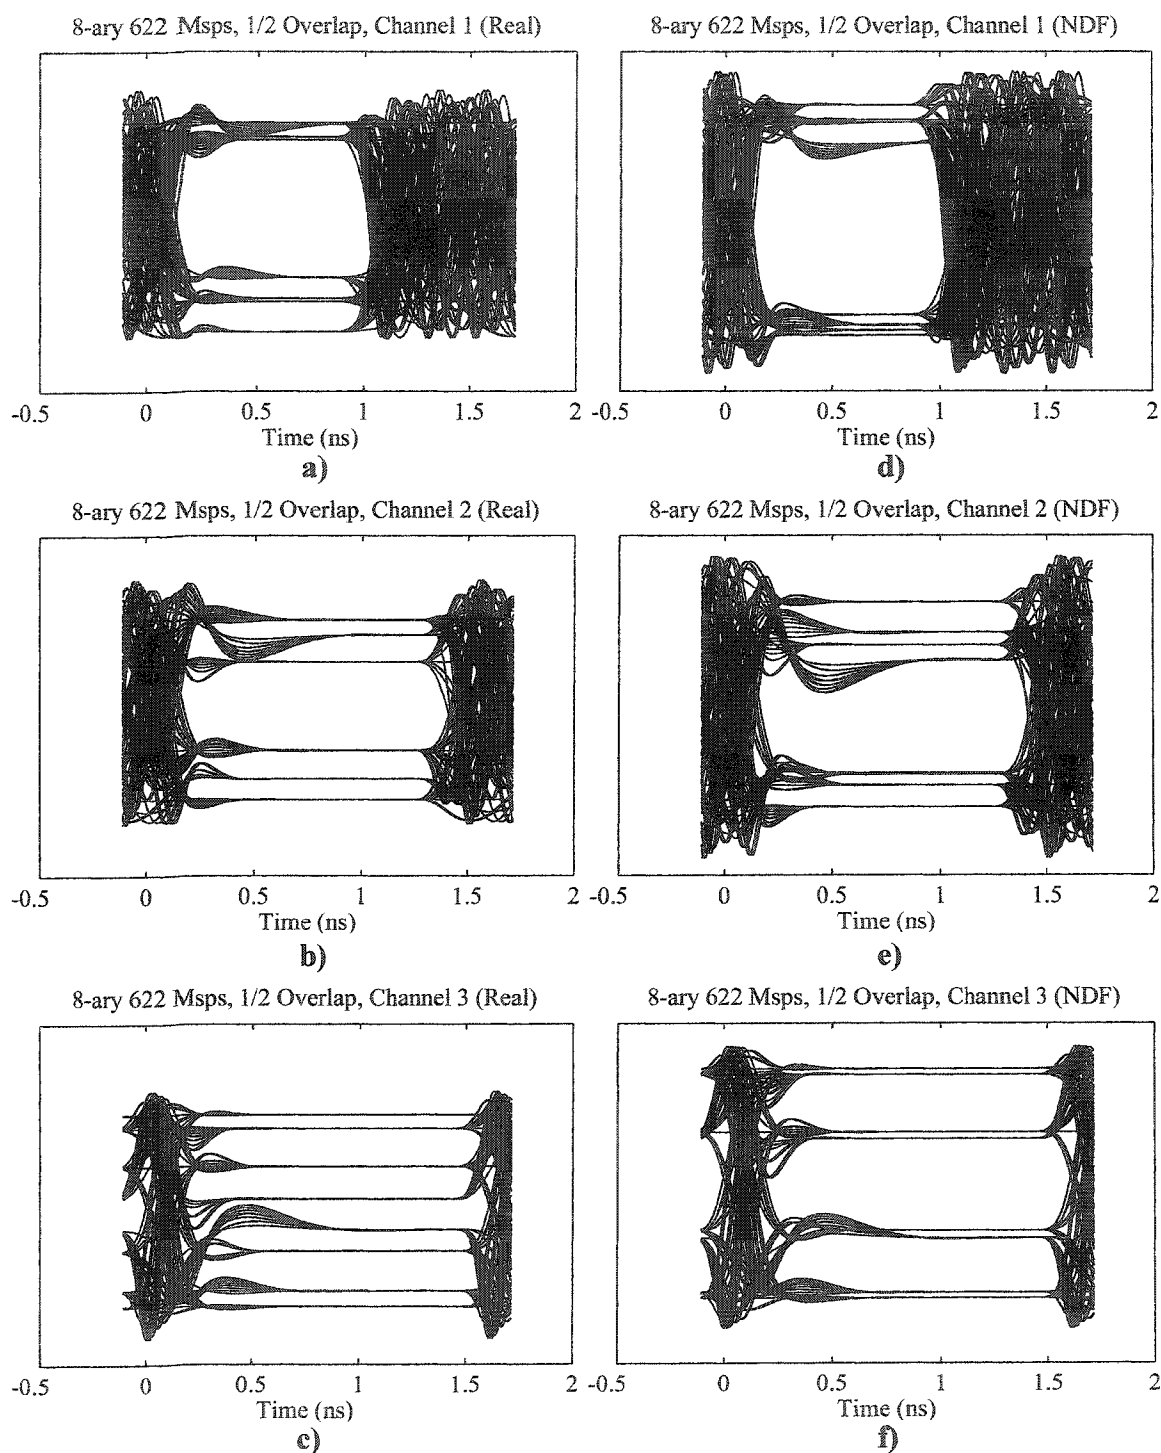 8-ary 622 Msps, 1/2 Overlap, Channel 1 (Real)
-0.5 0 0.5 1 1.5 2
Time (ns)
a)
8-ary 622 Msps, 1/2 Overlap, Channel 1 (NDF)
-0.5 0 0.5 1 1.5 2
Time (ns)
d)
8-ary 622 Msps, 1/2 Overlap, Channel 2 (Real)
-0.5 0 0.5 1 1.5 2
Time (ns)
b)
8-ary 622 Msps, 1/2 Overlap, Channel 2 (NDF)
-0.5 0 0.5 1 1.5 2
Time (ns)
e)
8-ary 622 Msps, 1/2 Overlap, Channel 3 (Real)
-0.5 0 0.5 1 1.5 2
Time (ns)
c)
8-ary 622 Msps, 1/2 Overlap, Channel 3 (NDF)
-0.5 0 0.5 1 1.5 2
Time (ns)
f)